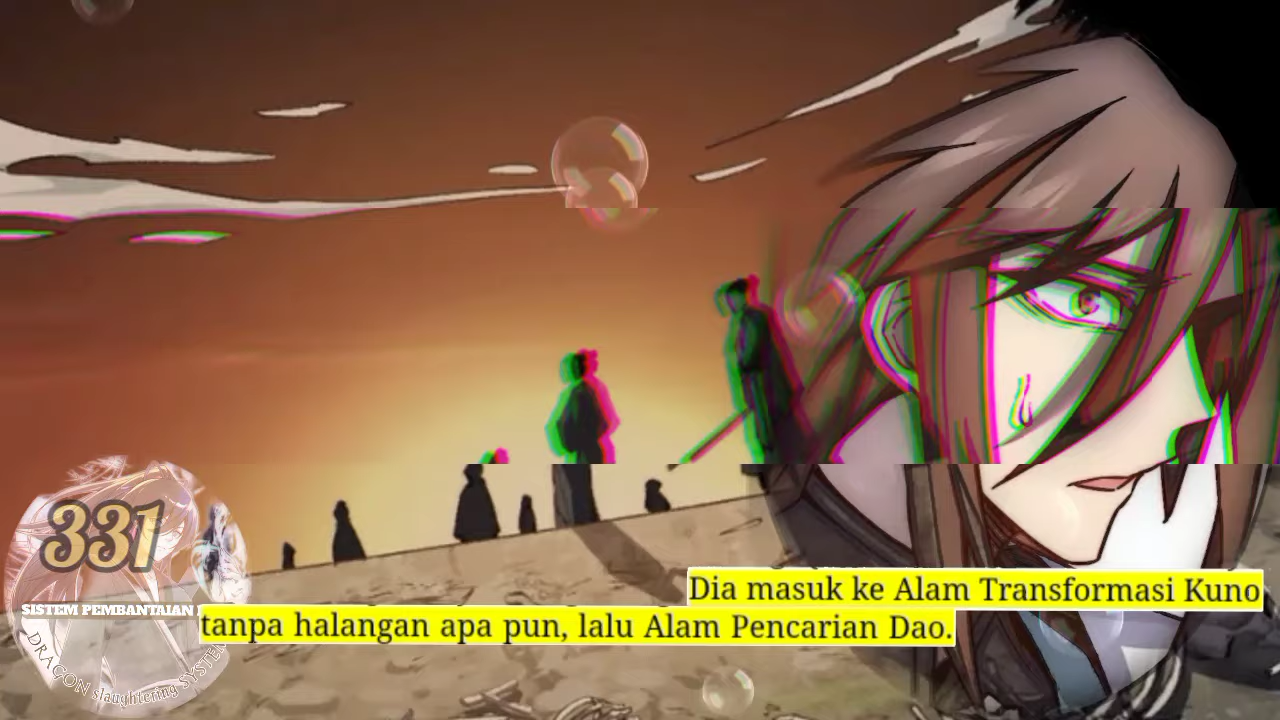 331
SISTEM PEMBANTAIAN
DRAGON slaughtering SYSTEM
Dia masuk ke Alam Transformasi Kuno
tanpa halangan apa pun, lalu Alam Pencarian Dao.